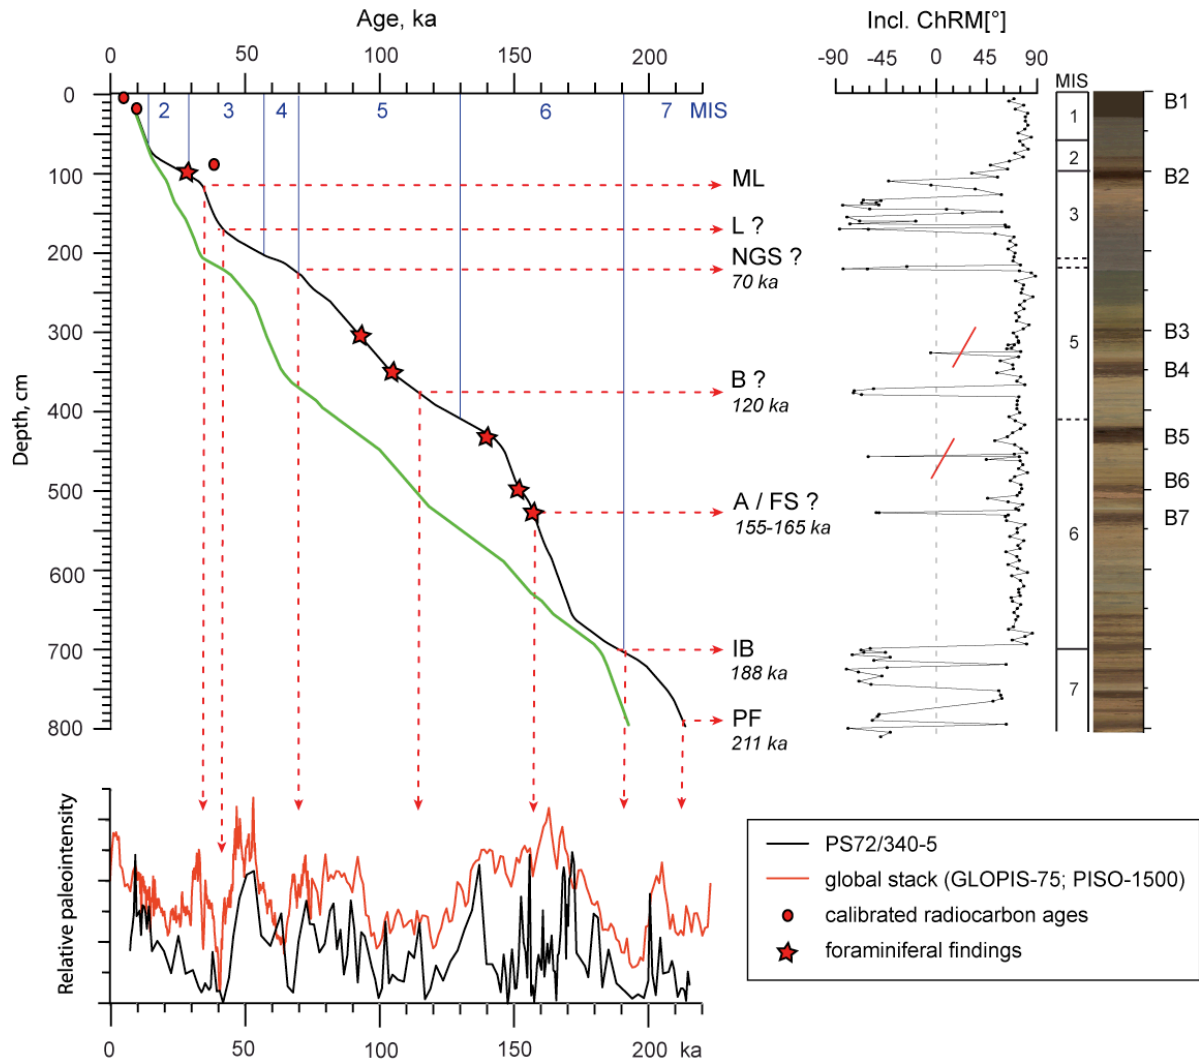 Age, ka
Incl. ChRM[°]
0 50 100 150 200
-90 -45 0 45 90
MIS
0
100
200
300
400
500
600
700
800
Depth, cm
2 3 4 5 6 7 MIS
ML
L ?
NGS ?
70 ka
B ?
120 ka
A / FS ?
155-165 ka
IB
188 ka
PF
211 ka
1
2
3
5
6
7
B1
B2
B3
B4
B5
B6
B7
Relative paleointensity
0 50 100 150 200 ka
PS72/340-5
global stack (GLOPIS-75; PISO-1500)
calibrated radiocarbon ages
foraminiferal findings